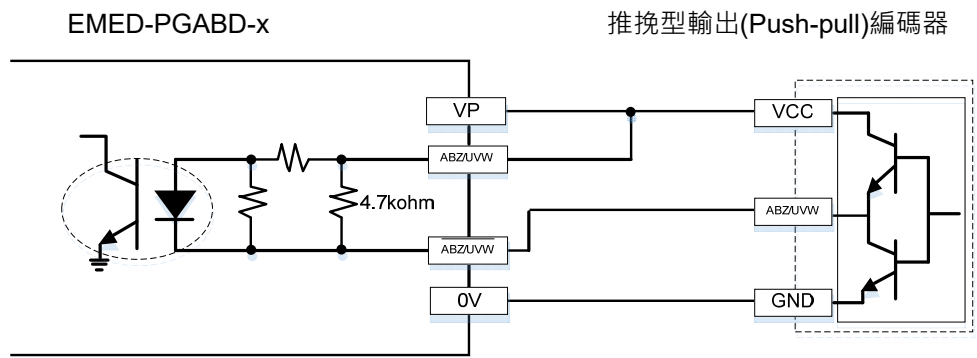 EMED-PGABD-x
推挽型輸出(Push-pull)編碼器
VP
VCC
ABZ/UVW
4.7kohm
ABZ/UVW
ABZ/UVW
0V
GND